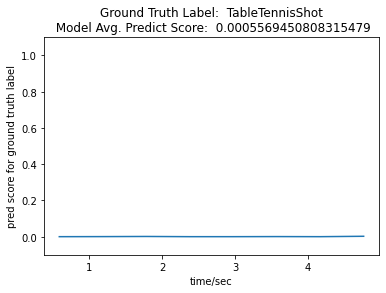 Ground Truth Label:  TableTennisShot
Model Avg. Predict Score:  0.0005569450808315479
1.0
0.8
0.6
0.4
0.2
0.0
pred score for ground truth label
1 2 3 4
time/sec